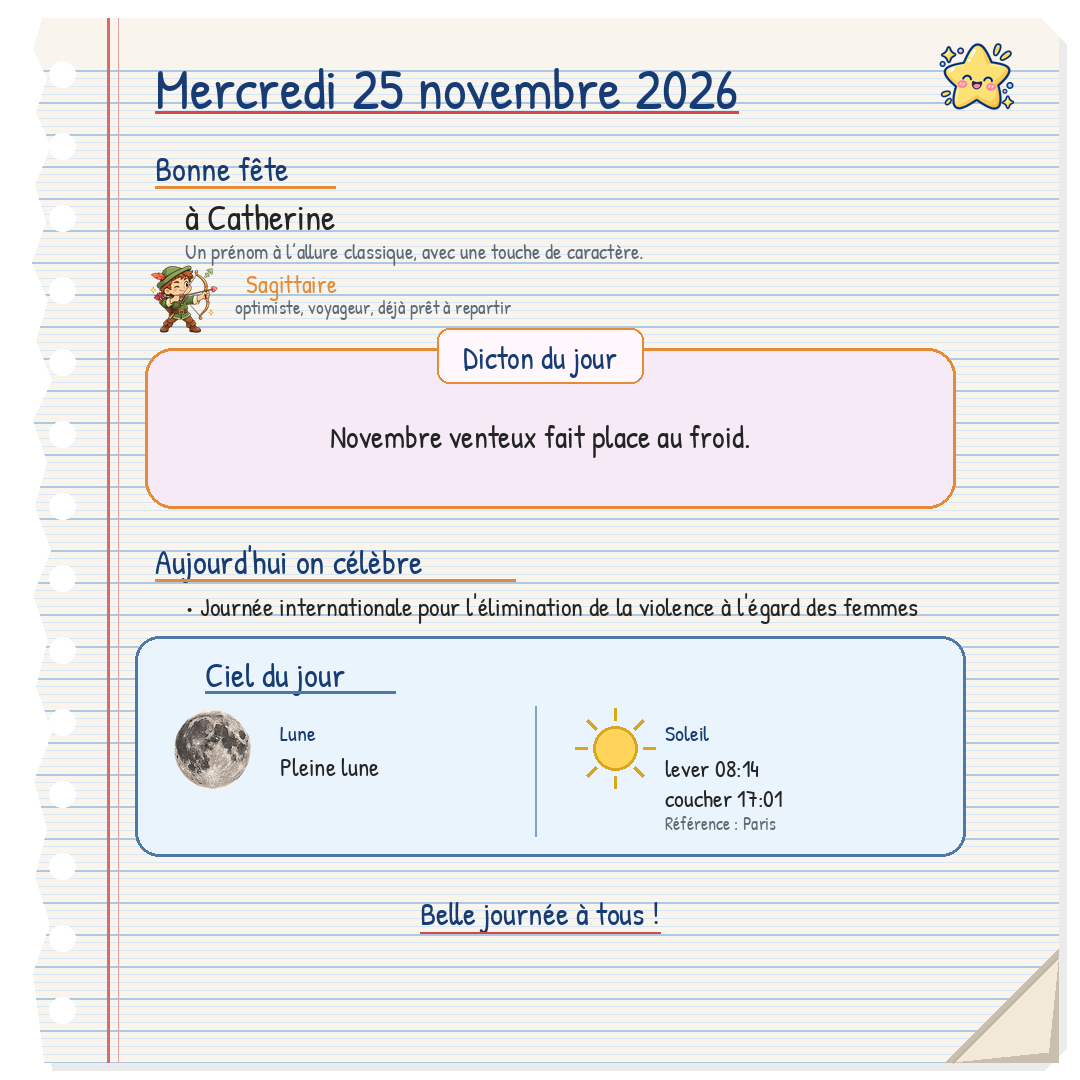 Mercredi 25 novembre 2026
Bonne fête
à Catherine
Un prénom à l'allure classique, avec une touche de caractère.
Sagittaire
optimiste, voyageur, déjà prêt à repartir
Dicton du jour
Novembre venteux fait place au froid.
Aujourd'hui on célèbre
• Journée internationale pour l'élimination de la violence à l'égard des femmes
Ciel du jour
Lune
Pleine lune
Soleil
lever 08:14
coucher 17:01
Référence : Paris
Belle journée à tous !